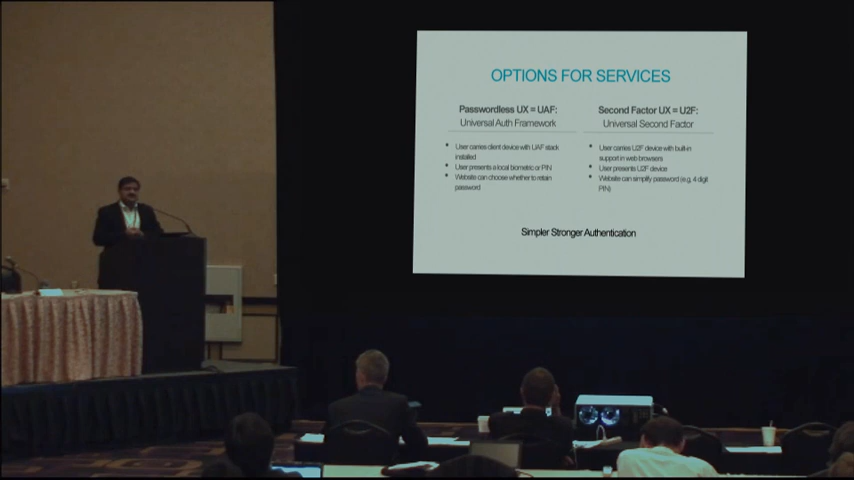 OPTIONS FOR SERVICES
Passwordless UX = UAF:
Universal Auth Framework
User carries client device with UAF stack
installed
User presents a local biometric or PIN
Website can choose whether to retain
password
Second Factor UX = U2F:
Universal Second Factor
User carries U2F device with built-in
support in web browsers
User presents U2F device
Website can simplify password (e.g. 4 digit
PIN)
Simpler Stronger Authentication